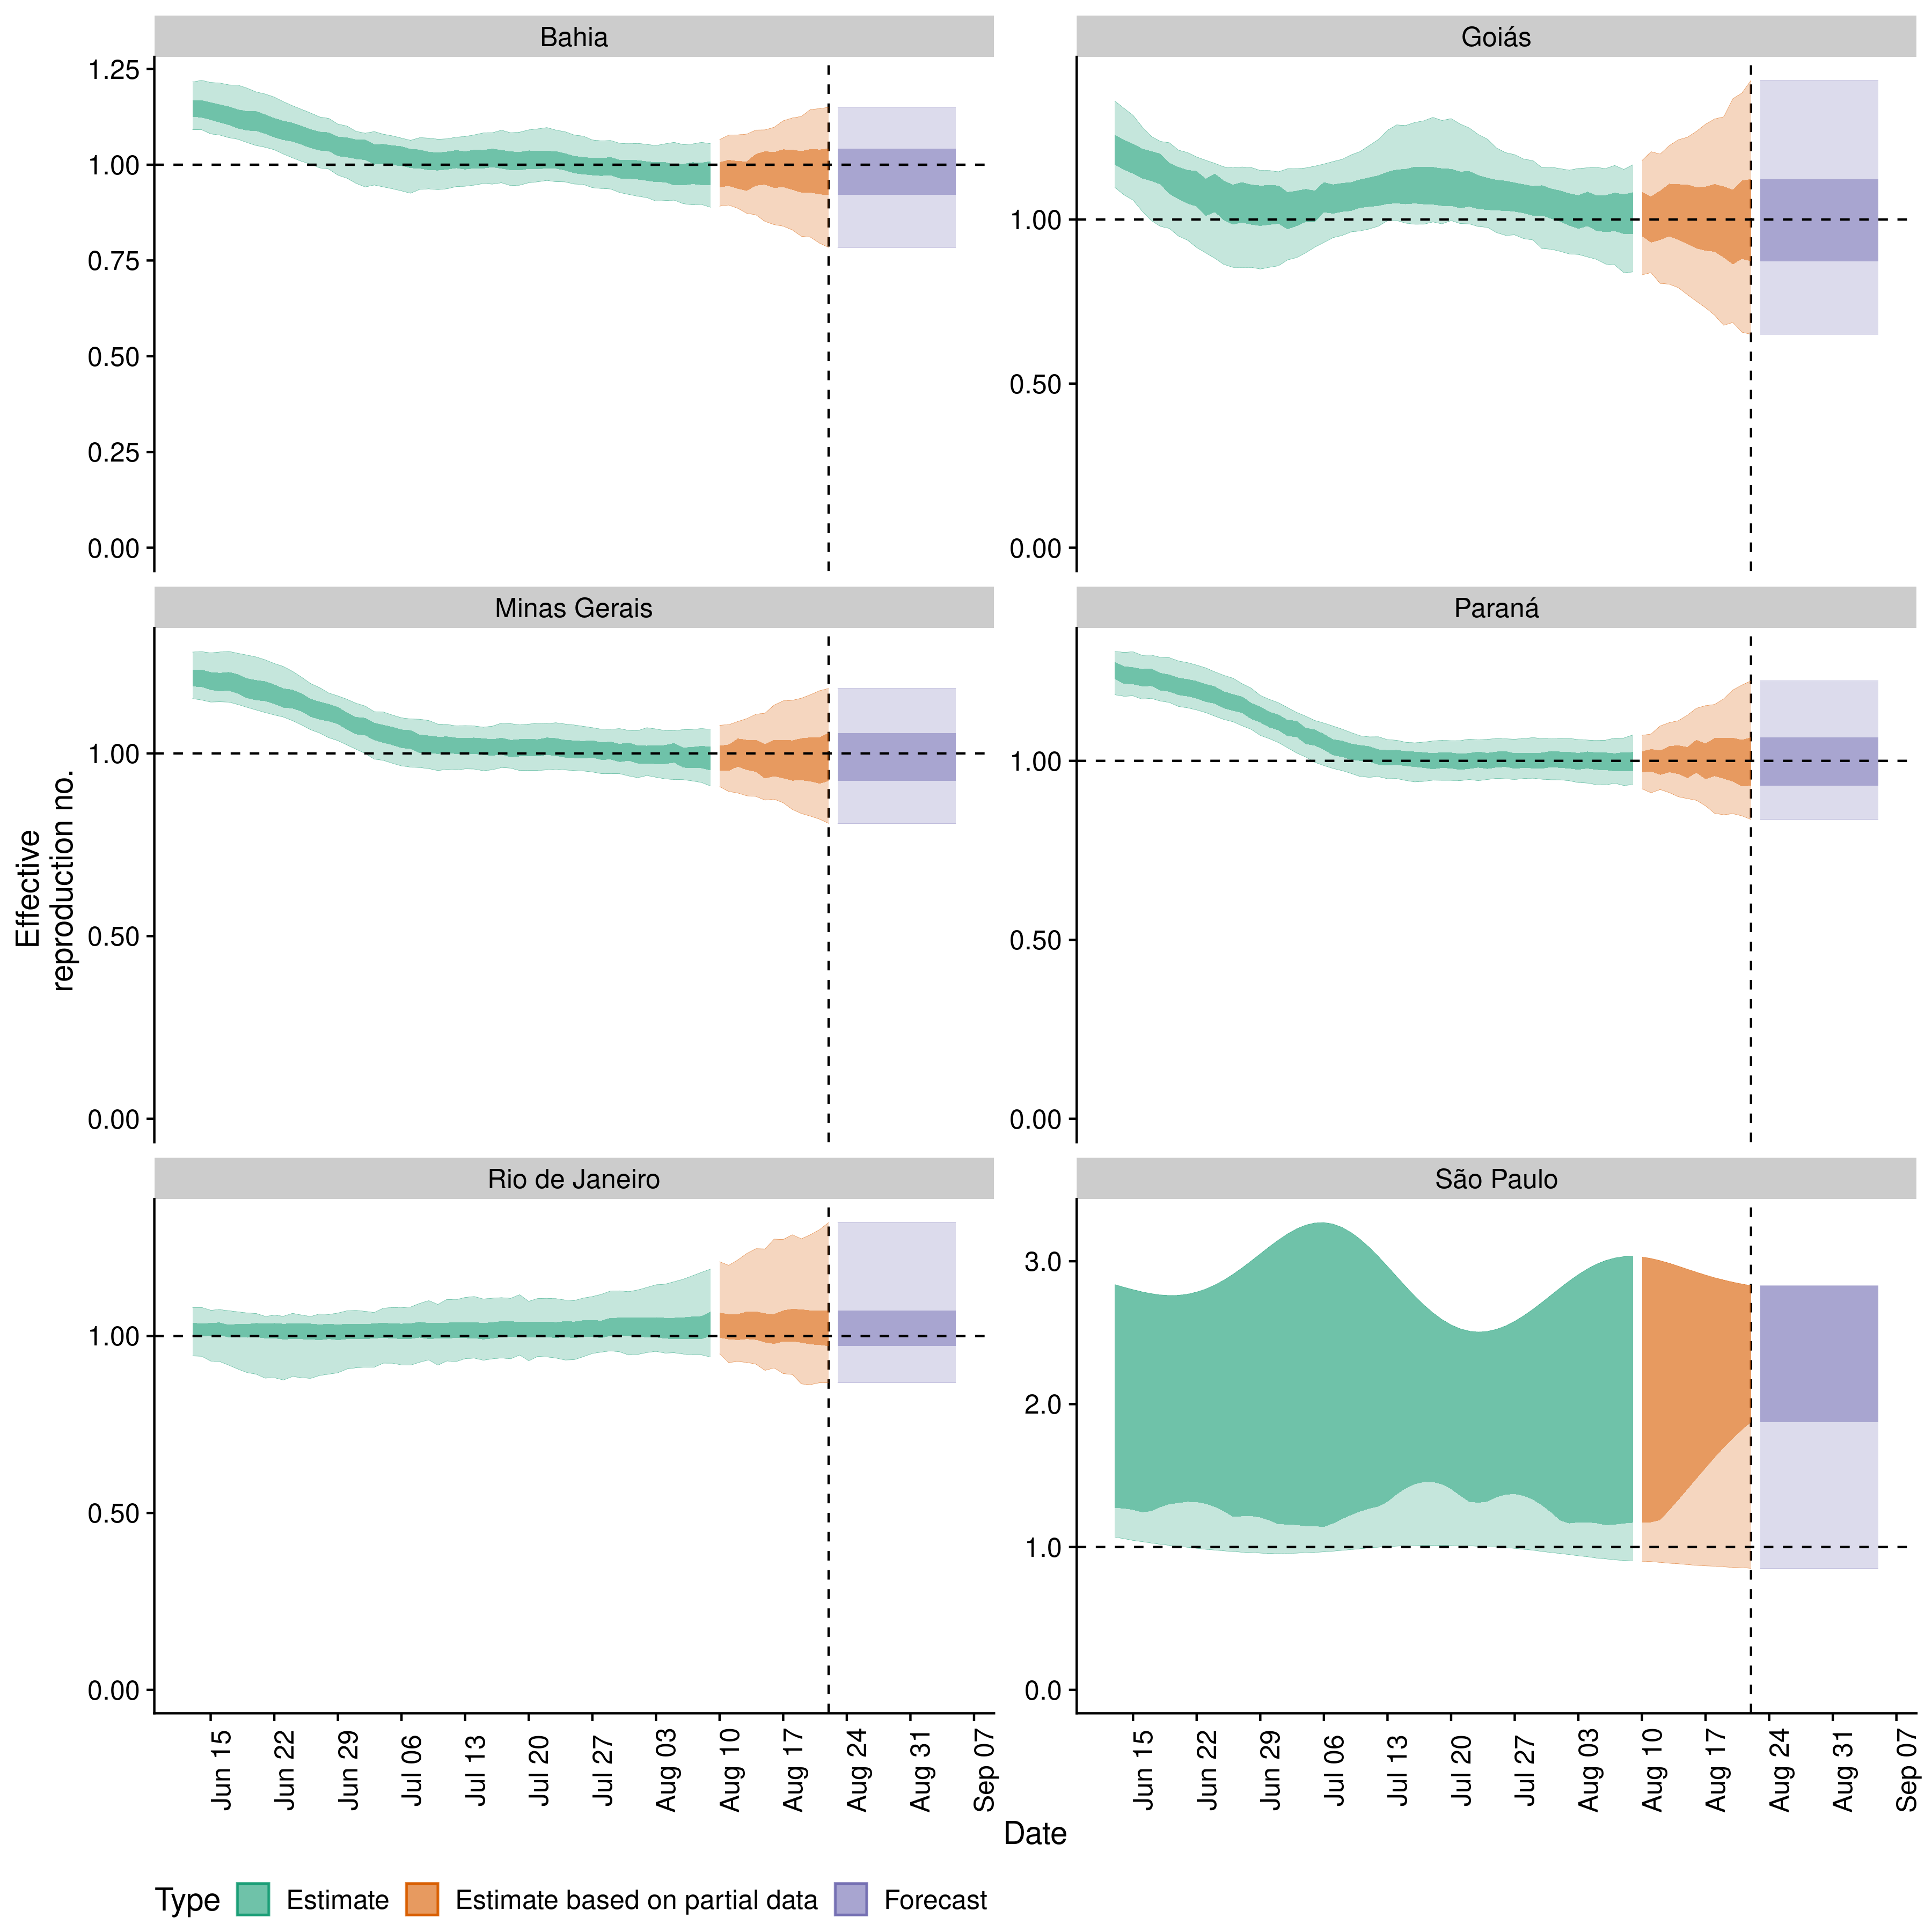 Bahia
Goiás
1.25
1.00
0.75
0.50
0.25
0.00
1.00
0.50
0.00
Minas Gerais
Paraná
1.00
0.50
0.00
1.00
0.50
0.00
Effective
reproduction no.
Rio de Janeiro
São Paulo
1.00
0.50
0.00
3.0
2.0
1.0
0.0
Jun 15
Jun 22
Jun 29
Jul 06
Jul 13
Jul 20
Jul 27
Aug 03
Aug 10
Aug 17
Aug 24
Aug 31
Sep 07
Jun 15
Jun 22
Jun 29
Jul 06
Jul 13
Jul 20
Jul 27
Aug 03
Aug 10
Aug 17
Aug 24
Aug 31
Sep 07
Date
Type Estimate Estimate based on partial data Forecast